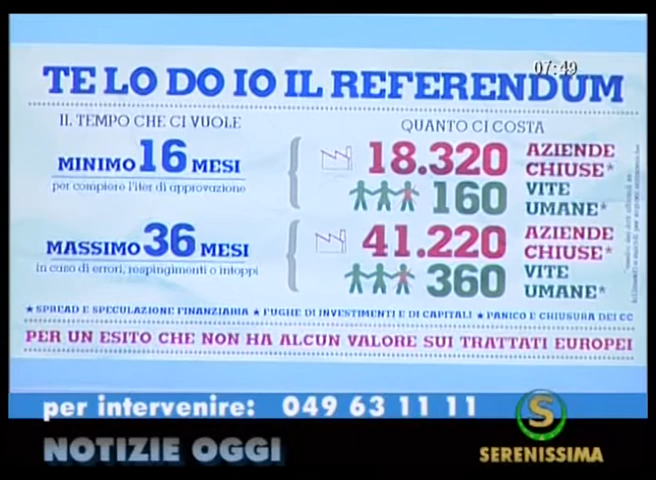 07:49
TE LO DO IO IL REFERENDUM
IL TEMPO CHE CI VUOLE
MINIMO 16 MESI
per compiere l'iter di approvazione
MASSIMO 36 MESI
in caso di errori, respingimenti o intoppi
QUANTO CI COSTA
18.320 AZIENDE CHIUSE*
160 VITE UMANE*
41.220 AZIENDE CHIUSE*
360 VITE UMANE*
★ SPREAD E SPECULAZIONE FINANZIARIA ★ FUGHE DI INVESTIMENTI E DI CAPITALI ★ PANICO E CHIUSURA DEI CC
PER UN ESITO CHE NON HA ALCUN VALORE SUI TRATTATI EUROPEI
per intervenire: 049 63 11 11
NOTIZIE OGGI
S
SERENISSIMA